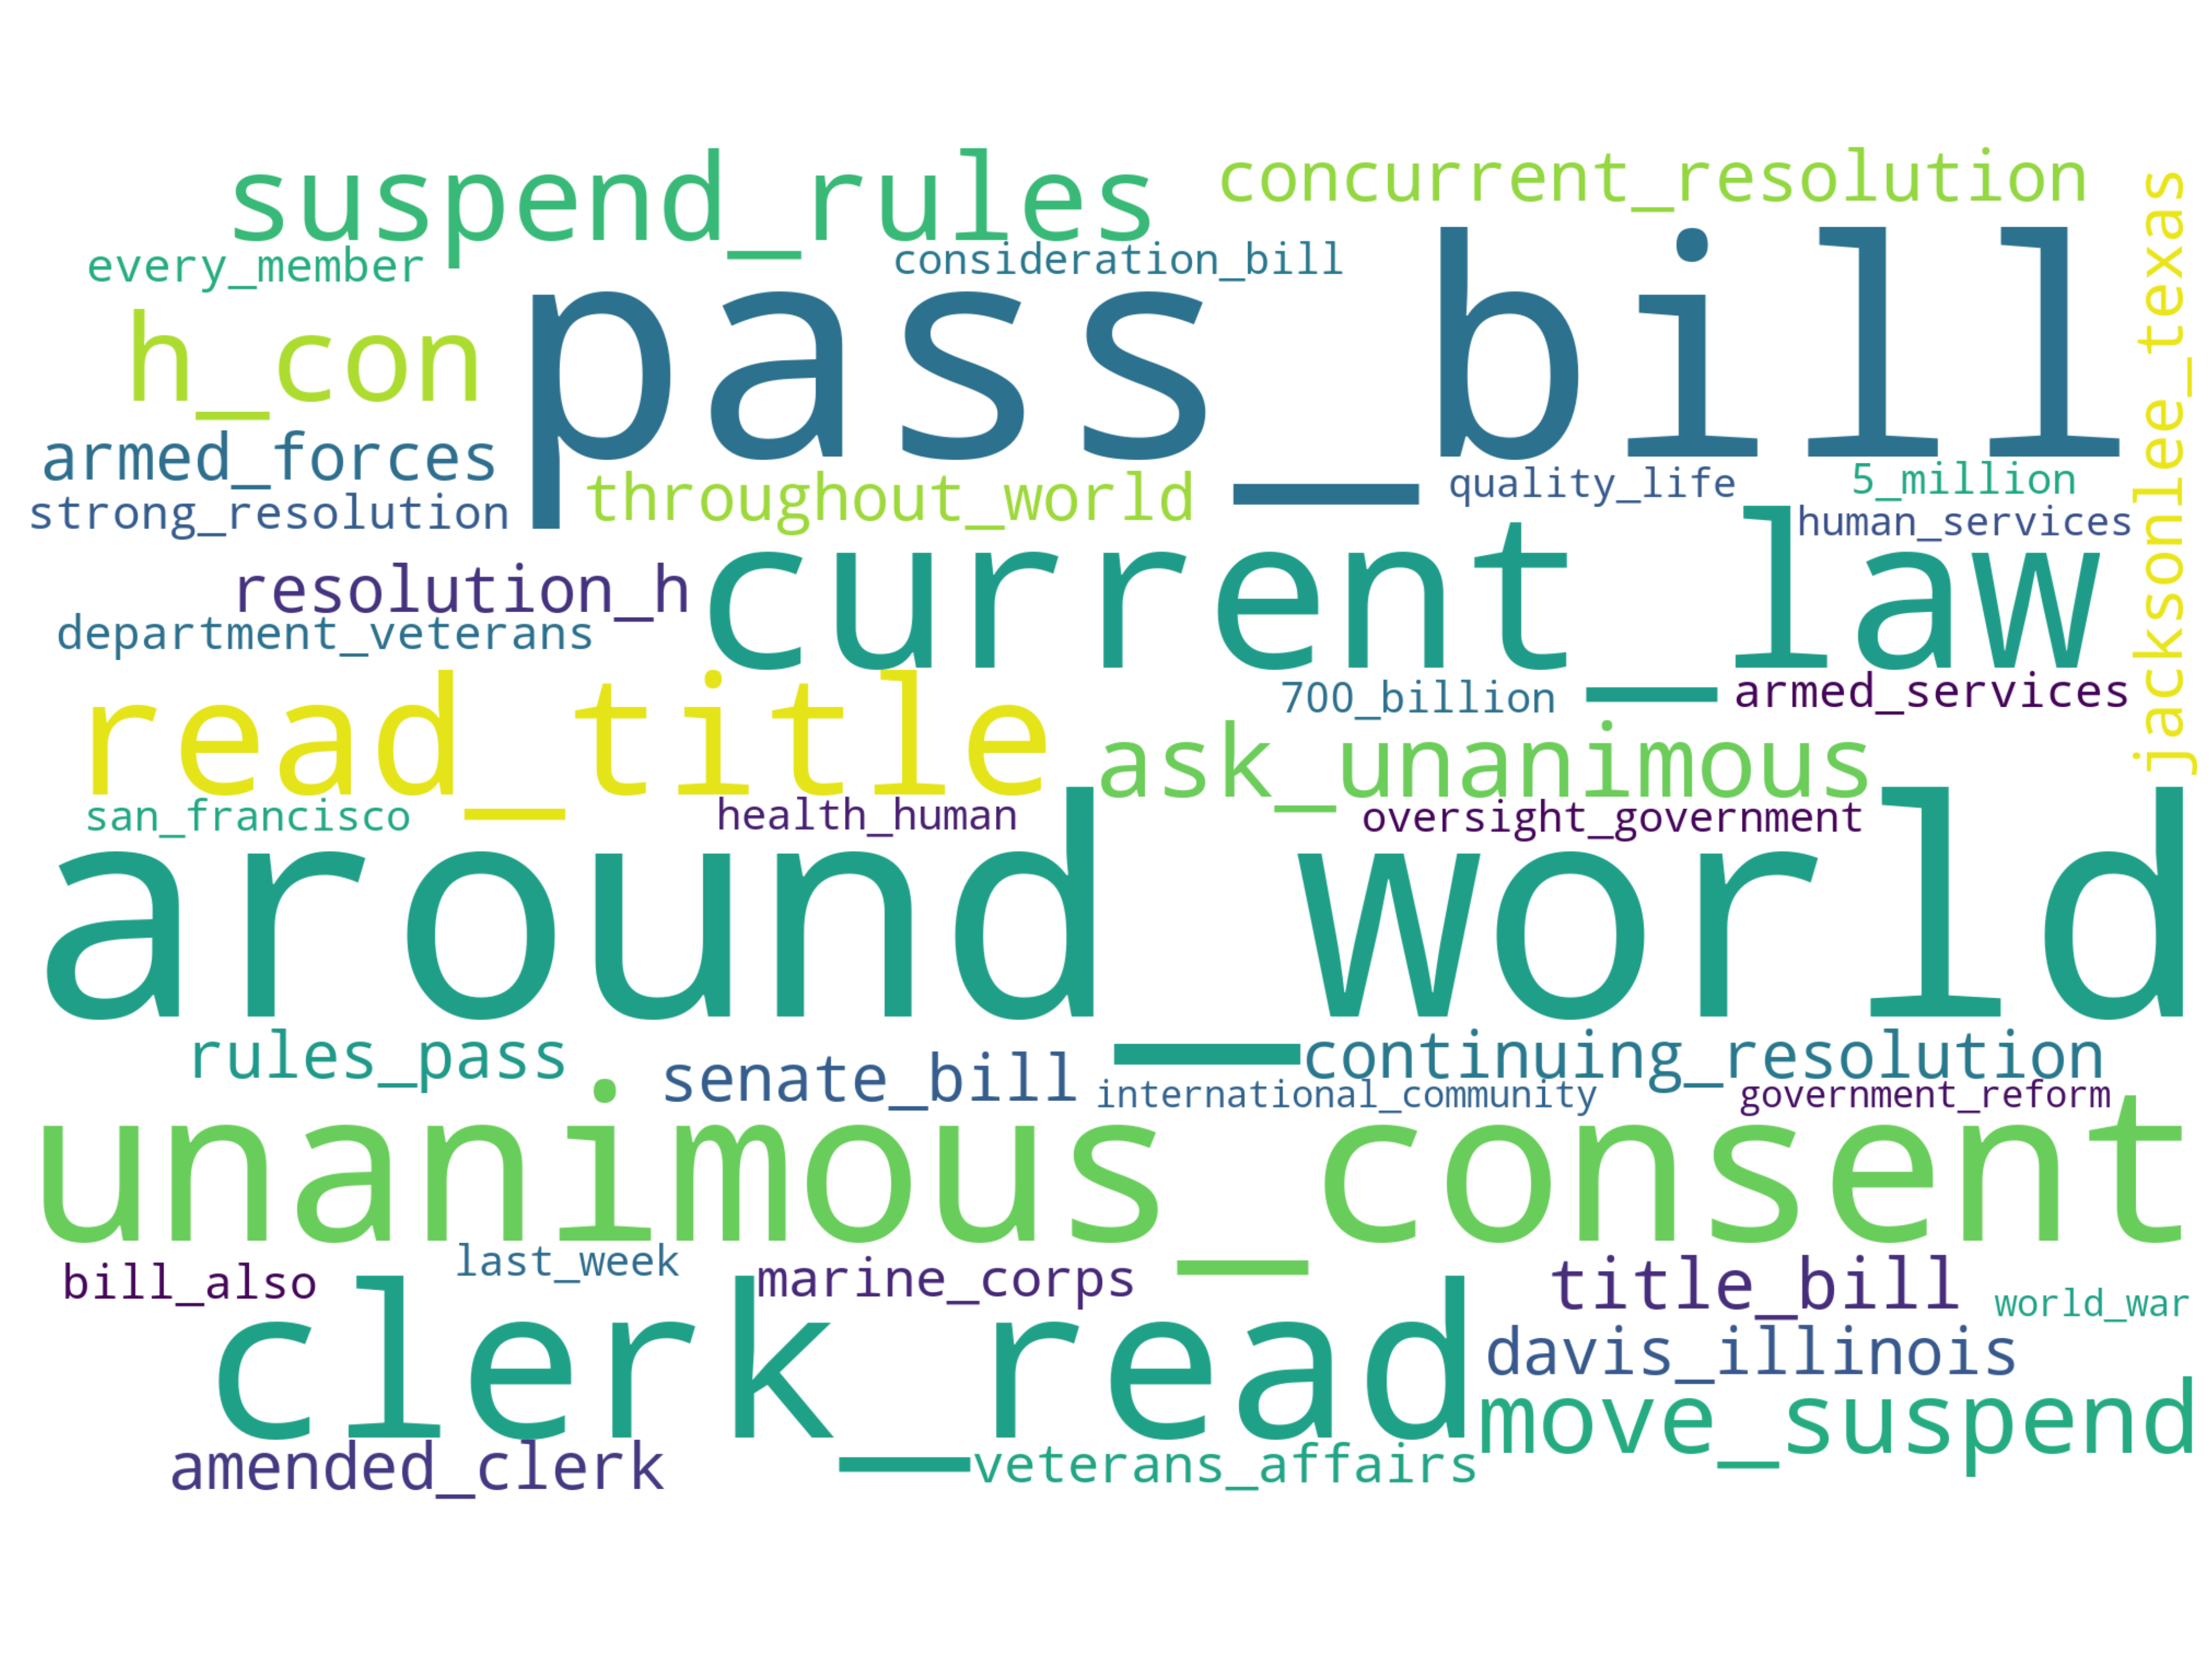 suspend_rules
concurrent_resolution
every_member
consideration_bill
pass_bill
h_con
jacksonlee_texas
armed_forces
throughout_world
quality_life
5_million
strong_resolution
human_services
current_law
resolution_h
department_veterans
read_title
700_billion
armed_services
ask_unanimous
san_francisco
health_human
oversight_government
around_world
rules_pass
senate_bill
continuing_resolution
international_community
government_reform
unanimous_consent
last_week
bill_also
marine_corps
title_bill
world_war
clerk_read
davis_illinois
move_suspend
amended_clerk
veterans_affairs